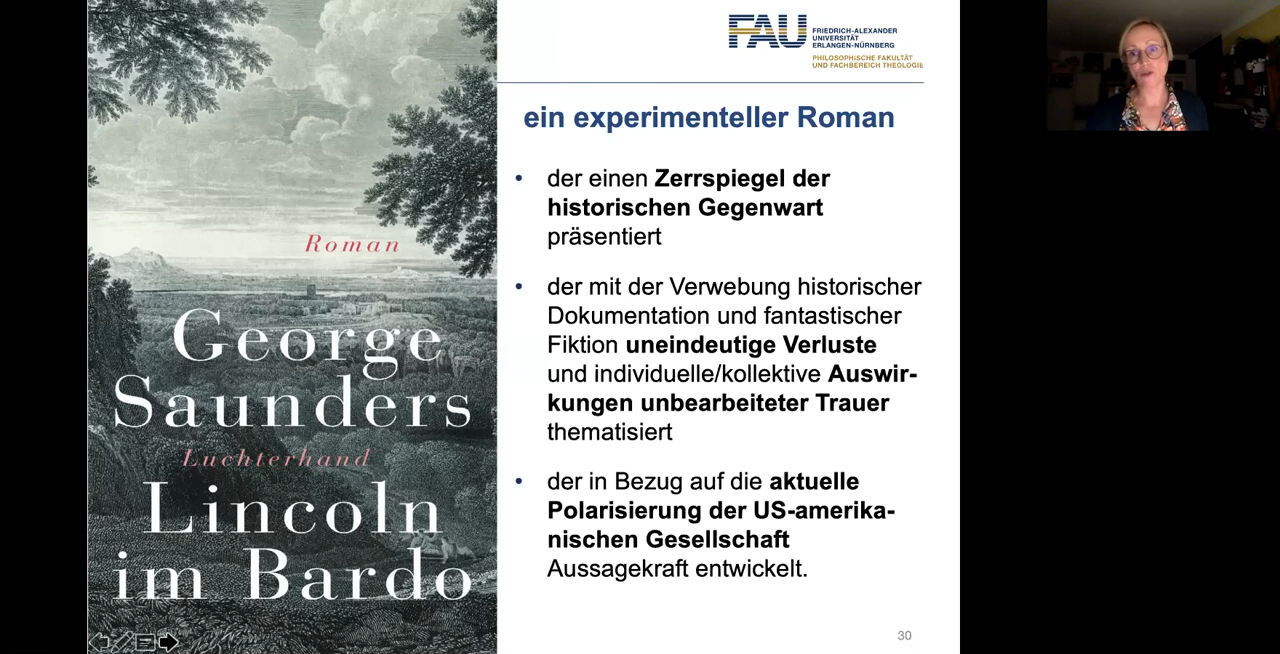 Roman
George
Saunders
Luchterhand
Lincoln
im Bardo
FAU
FRIEDRICH-ALEXANDER
UNIVERSITÄT
ERLANGEN-NÜRNBERG
PHILOSOPHISCHE FAKULTÄT
UND FACHBEREICH THEOLOGIE
ein experimenteller Roman
• der einen Zerrspiegel der
historischen Gegenwart
präsentiert
• der mit der Verwebung historischer
Dokumentation und fantastischer
Fiktion uneindeutige Verluste
und individuelle/kollektive Auswir-
kungen unbearbeiteter Trauer
thematisiert
• der in Bezug auf die aktuelle
Polarisierung der US-amerika-
nischen Gesellschaft
Aussagekraft entwickelt.
30